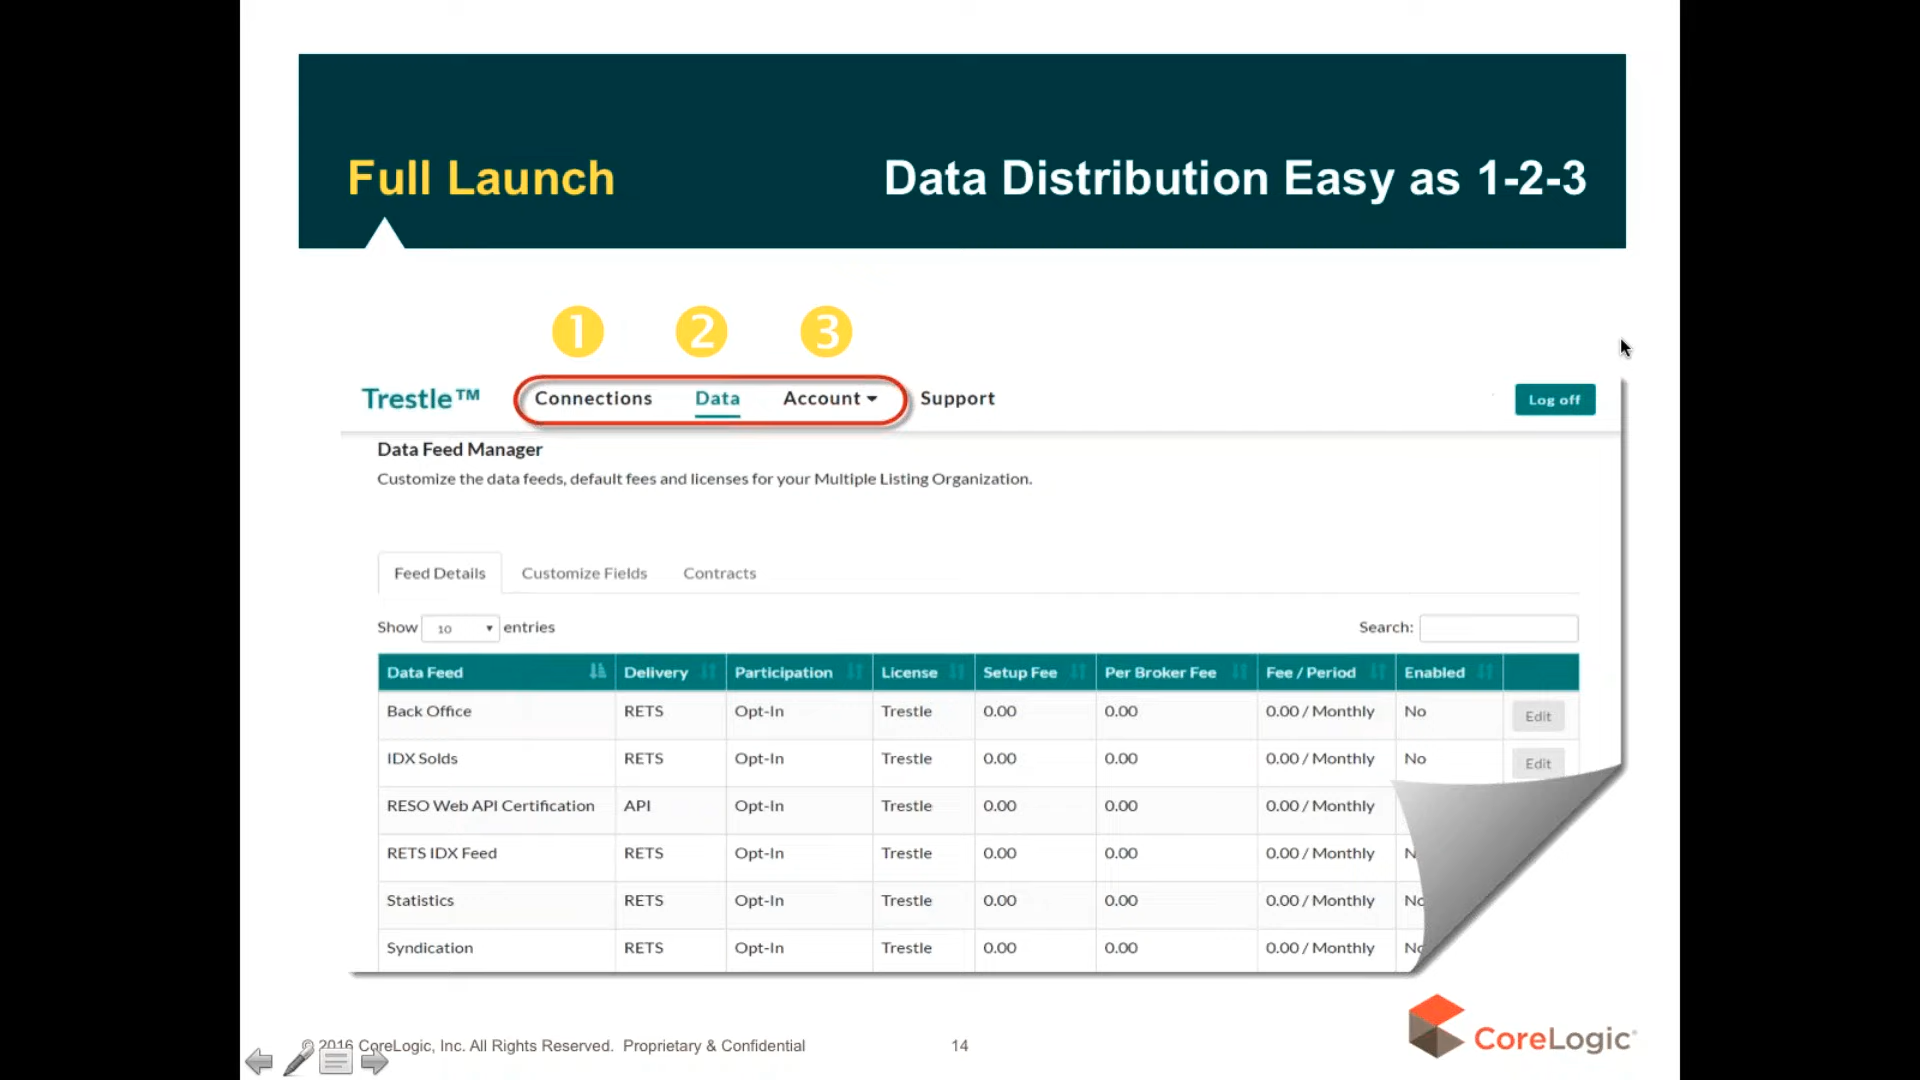 Full Launch Data Distribution Easy as 1-2-3
1 2 3
Trestle™ Connections Data Account Support Log off
Data Feed Manager
Customize the data feeds, default fees and licenses for your Multiple Listing Organization.
Feed Details Customize Fields Contracts
Show 10 entries Search:
Data Feed Delivery Participation License Setup Fee Per Broker Fee Fee / Period Enabled
Back Office RETS Opt-In Trestle 0.00 0.00 0.00 / Monthly No Edit
IDX Solds RETS Opt-In Trestle 0.00 0.00 0.00 / Monthly No Edit
RESO Web API Certification API Opt-In Trestle 0.00 0.00 0.00 / Monthly
RETS IDX Feed RETS Opt-In Trestle 0.00 0.00 0.00 / Monthly
Statistics RETS Opt-In Trestle 0.00 0.00 0.00 / Monthly No
Syndication RETS Opt-In Trestle 0.00 0.00 0.00 / Monthly No
© 2016 CoreLogic, Inc. All Rights Reserved. Proprietary & Confidential 14
CoreLogic